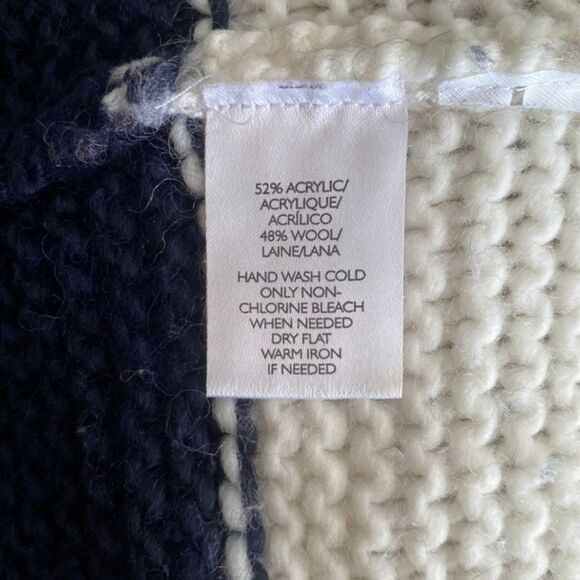 52% ACRYLIC/
ACRYLIQUE/
ACRÍLICO
48% WOOL/
LAINE/LANA
HAND WASH COLD
ONLY NON-
CHLORINE BLEACH
WHEN NEEDED
DRY FLAT
WARM IRON
IF NEEDED